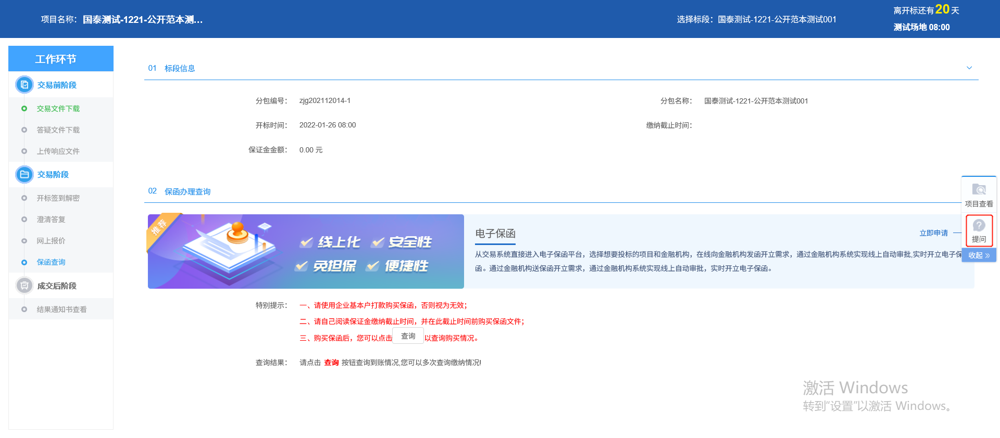 项目名称：国泰测试-1221-公开范本测...
选择标段：国泰测试-1221-公开范本测试001
离开标还有20天
测试场地 08:00
工作环节
交易前阶段
交易文件下载
答疑文件下载
上传响应文件
交易阶段
开标签到解密
澄清答复
网上报价
保函查询
成交后阶段
结果通知书查看
01 标段信息
分包编号： zjg202112014-1
分包名称： 国泰测试-1221-公开范本测试001
开标时间： 2022-01-26 08:00
缴纳截止时间：
保证金金额： 0.00 元
02 保函办理查询
推荐
线上化 安全性
免担保 便捷性
电子保函
立即申请
从交易系统直接进入电子保函平台，选择想要投标的项目和金融机构，在线向金融机构发函开立需求，通过金融机构系统实现线上自动审批,实时开立电子保
函。通过金融机构送保函开立需求，通过金融机构系统实现线上自动审批，实时开立电子保函。
特别提示： 一、请使用企业基本户打款购买保函，否则视为无效；
二、请自己阅读保证金缴纳截止时间，并在此截止时间前购买保函文件；
三、购买保函后，您可以点击 查询 以查询购买情况。
查询结果： 请点击 查询 按钮查询到账情况,您可以多次查询缴纳情况!
项目查看
提问
收起 »
激活 Windows
转到“设置”以激活 Windows。